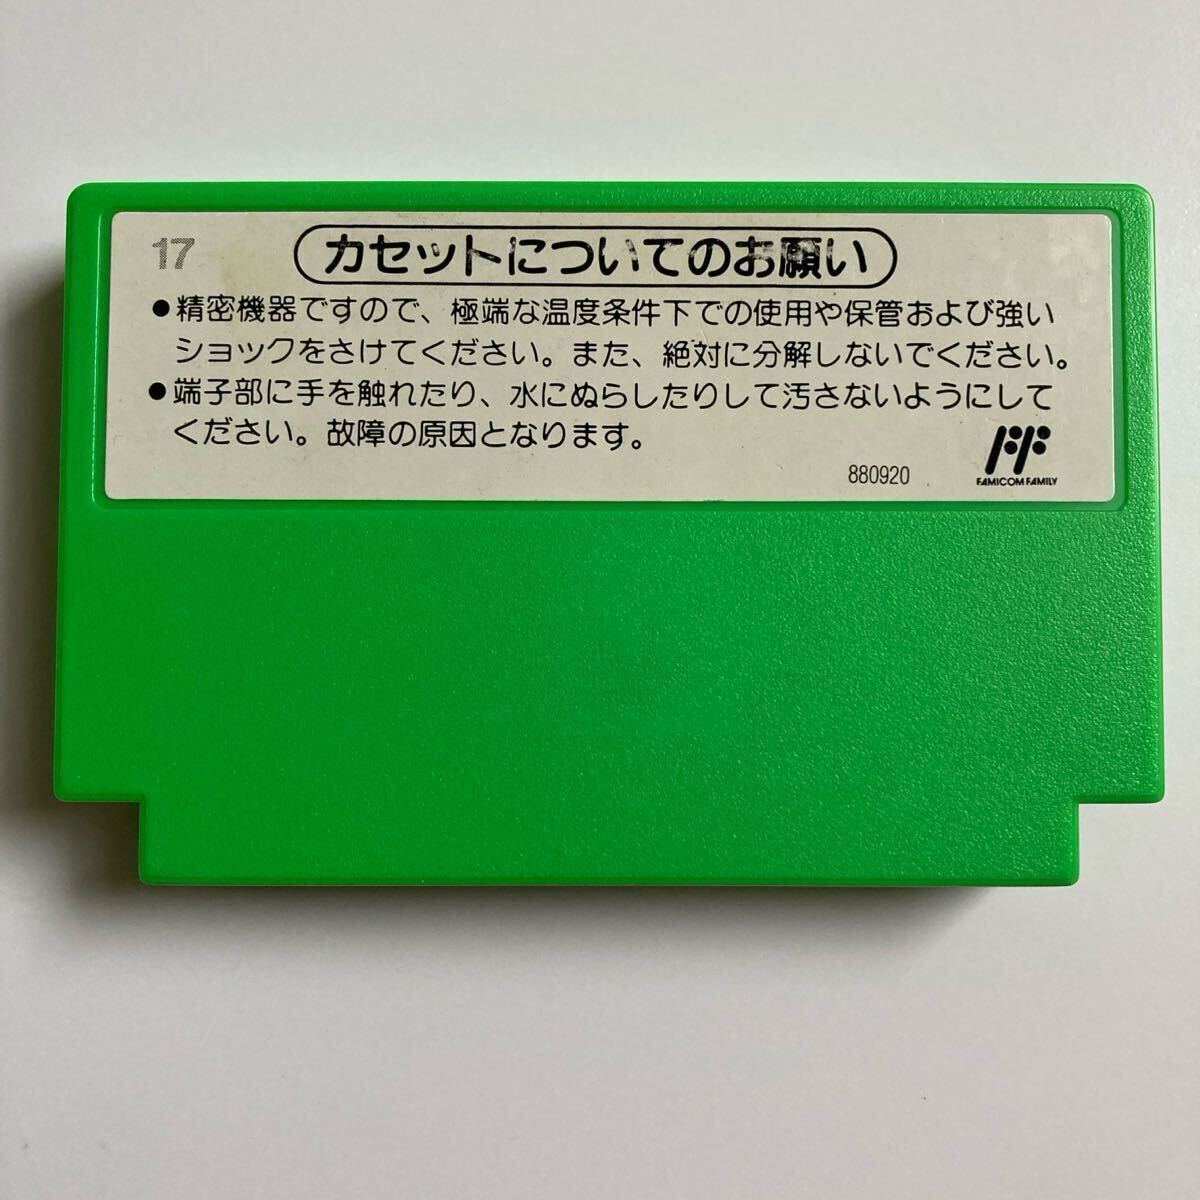 17
カセットについてのお願い
●精密機器ですので、極端な温度条件下での使用や保管および強い
ショックをさけてください。また、絶対に分解しないでください。
●端子部に手を触れたり、水にぬらしたりして汚さないようにして
ください。故障の原因となります。
880920
FF
FAMICOM FAMILY